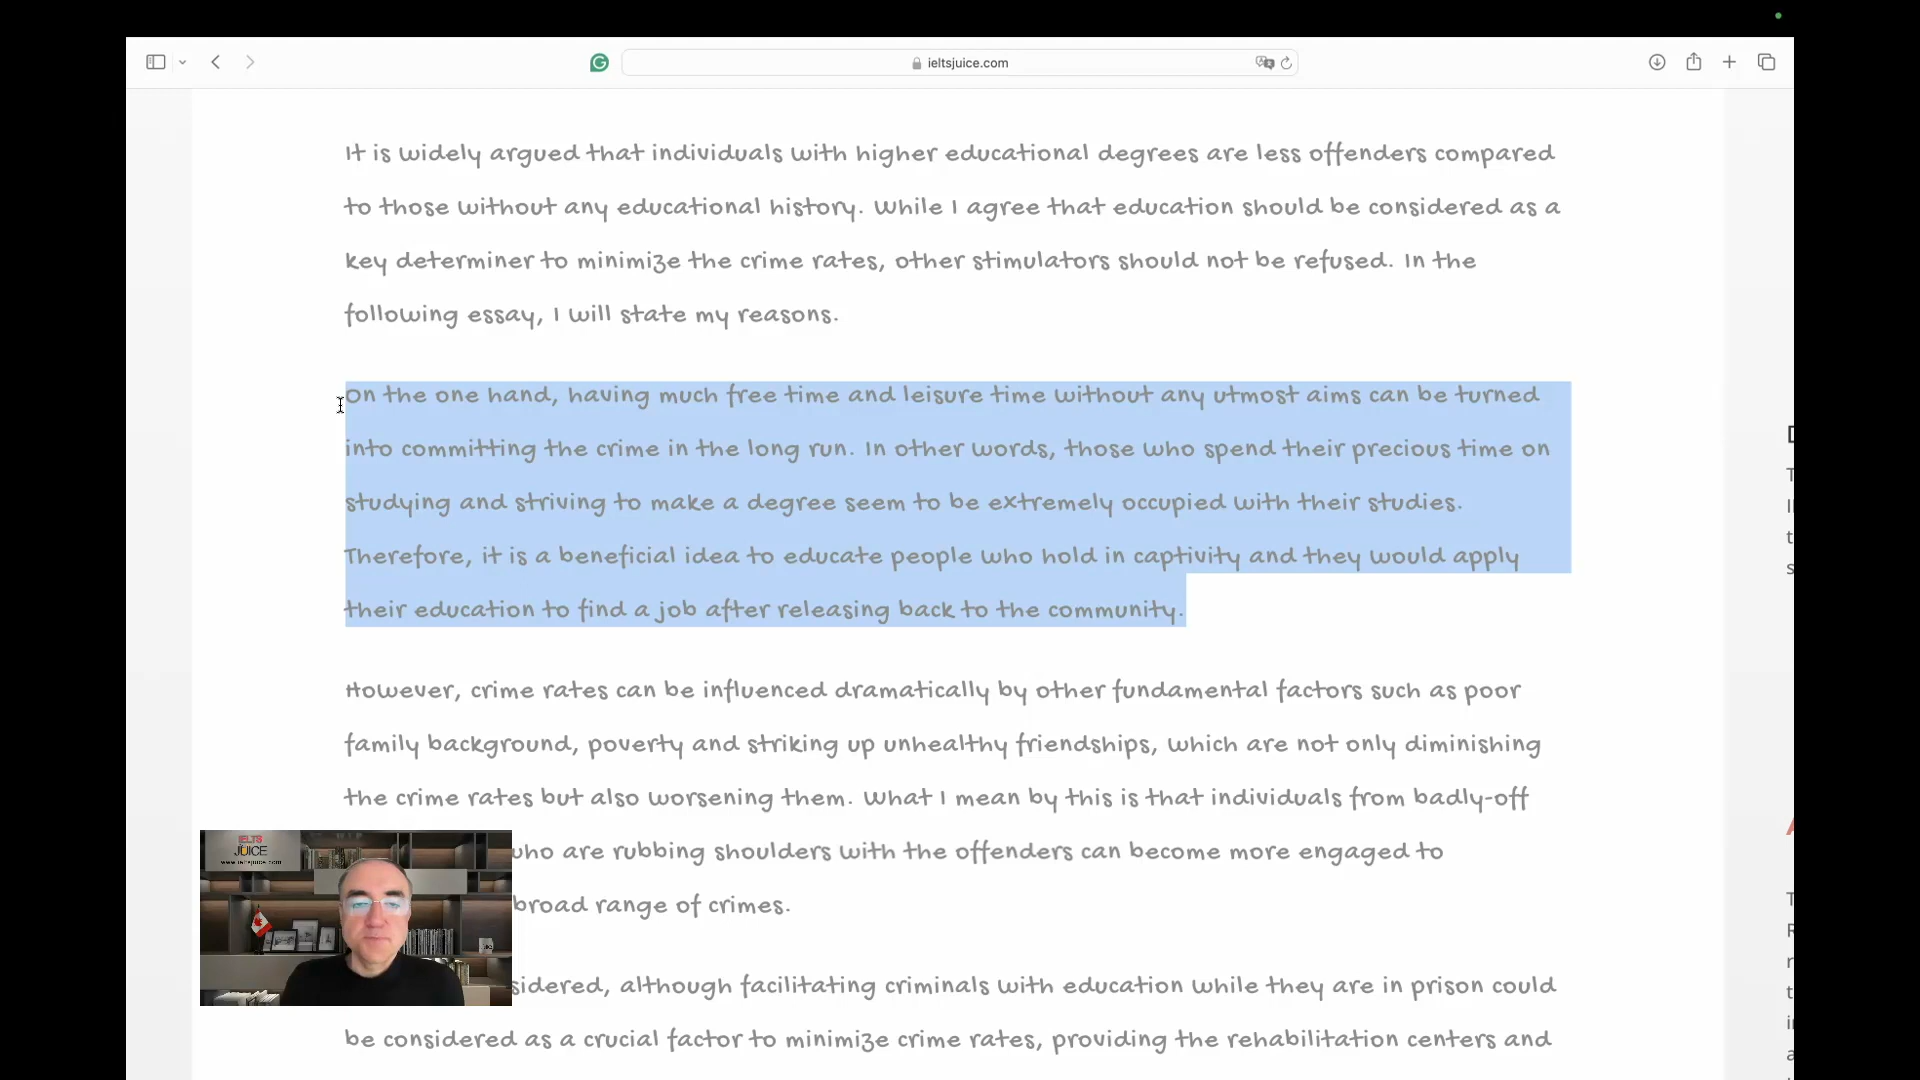 ieltsjuice.com
It is widely argued that individuals with higher educational degrees are less offenders compared
to those without any educational history. While I agree that education should be considered as a
key determiner to minimize the crime rates, other stimulators should not be refused. In the
following essay, I will state my reasons.
On the one hand, having much free time and leisure time without any utmost aims can be turned
into committing the crime in the long run. In other words, those who spend their precious time on
studying and striving to make a degree seem to be extremely occupied with their studies.
Therefore, it is a beneficial idea to educate people who hold in captivity and they would apply
their education to find a job after releasing back to the community.
However, crime rates can be influenced dramatically by other fundamental factors such as poor
family background, poverty and striking up unhealthy friendships, which are not only diminishing
the crime rates but also worsening them. What I mean by this is that individuals from badly-off
who are rubbing shoulders with the offenders can become more engaged to
broad range of crimes.
sidered, although facilitating criminals with education while they are in prison could
be considered as a crucial factor to minimize crime rates, providing the rehabilitation centers and
IELTS
JUICE
www.ieltsjuice.com